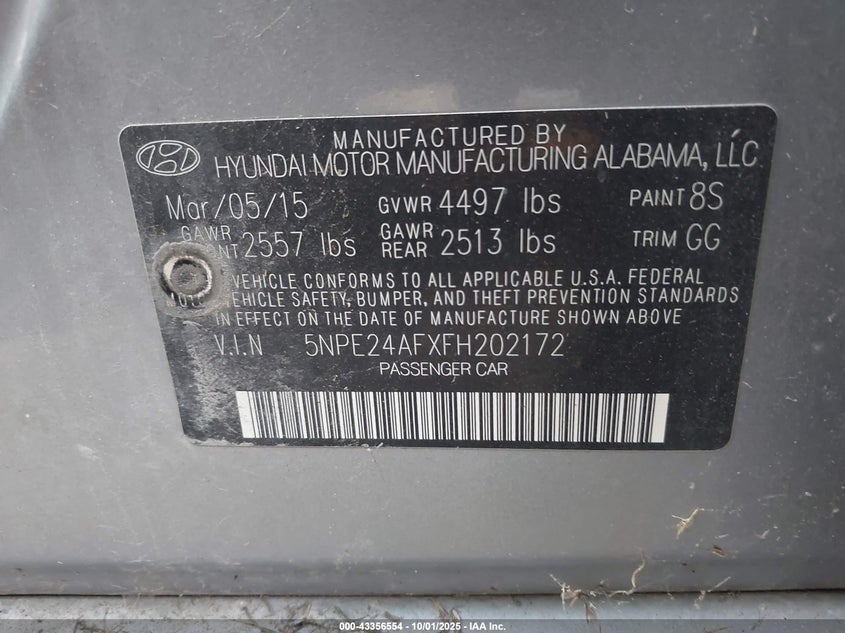 MANUFACTURED BY
HYUNDAI MOTOR MANUFACTURING ALABAMA, LLC
Mar/05/15 GVWR 4497 lbs PAINT 8S
GAWR 2557 lbs GAWR REAR 2513 lbs TRIM GG
VEHICLE CONFORMS TO ALL APPLICABLE U.S.A. FEDERAL
VEHICLE SAFETY, BUMPER, AND THEFT PREVENTION STANDARDS
IN EFFECT ON THE DATE OF MANUFACTURE SHOWN ABOVE
V.I.N 5NPE24AFXFH202172
PASSENGER CAR
000-43356554 - 10/01/2025 - IAA Inc.